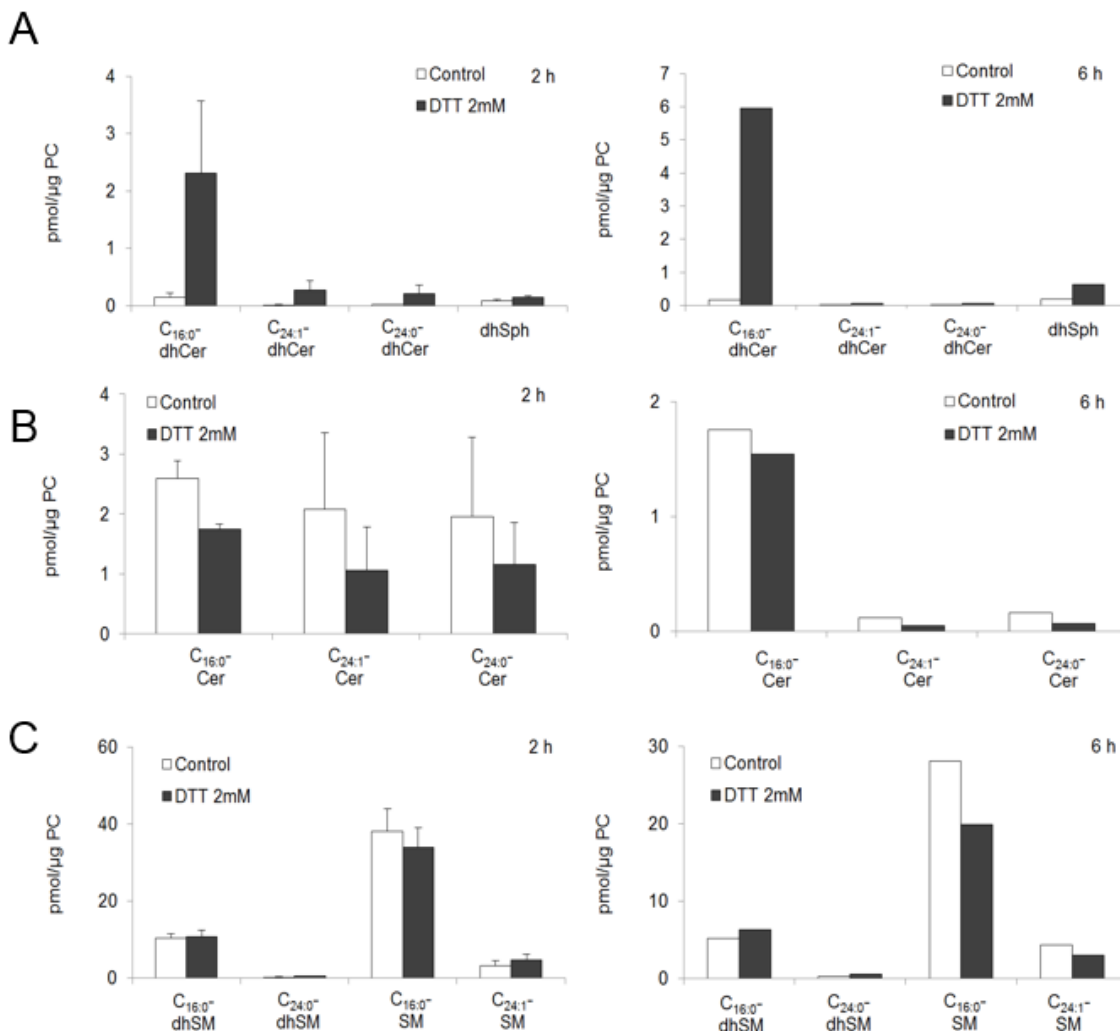 A
pmol/µg PC
4
3
2
1
0
Control
DTT 2mM
2 h
C16:0-
dhCer
C24:1-
dhCer
C24:0-
dhCer
dhSph
pmol/µg PC
7
6
5
4
3
2
1
0
Control
DTT 2mM
6 h
C16:0-
dhCer
C24:1-
dhCer
C24:0-
dhCer
dhSph
B
pmol/µg PC
4
3
2
1
0
Control
DTT 2mM
2 h
C16:0-
Cer
C24:1-
Cer
C24:0-
Cer
pmol/µg PC
2
1
0
Control
DTT 2mM
6 h
C16:0-
Cer
C24:1-
Cer
C24:0-
Cer
C
pmol/µg PC
60
40
20
0
Control
DTT 2mM
2 h
C16:0-
dhSM
C24:0-
dhSM
C16:0-
SM
C24:1-
SM
pmol/µg PC
30
20
10
0
Control
DTT 2mM
6 h
C16:0-
dhSM
C24:0-
dhSM
C16:0-
SM
C24:1-
SM